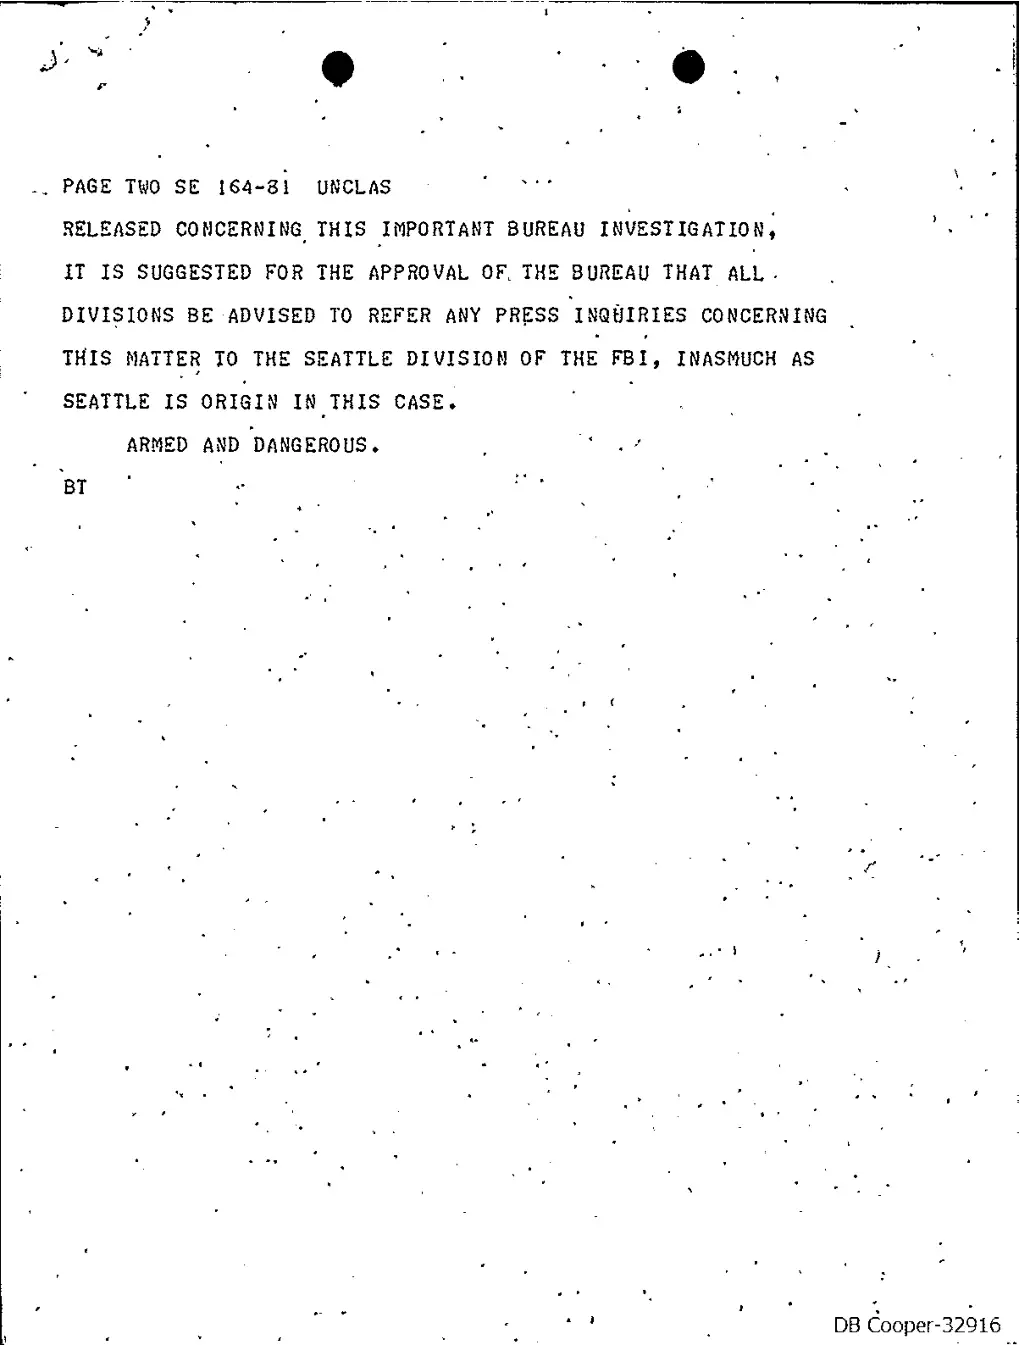 PAGE TWO SE 164-81 UNCLAS
RELEASED CONCERNING THIS IMPORTANT BUREAU INVESTIGATION,
IT IS SUGGESTED FOR THE APPROVAL OF THE BUREAU THAT ALL
DIVISIONS BE ADVISED TO REFER ANY PRESS INQUIRIES CONCERNING
THIS MATTER TO THE SEATTLE DIVISION OF THE FBI, INASMUCH AS
SEATTLE IS ORIGIN IN THIS CASE.
ARMED AND DANGEROUS.
BT
DB Cooper-32916